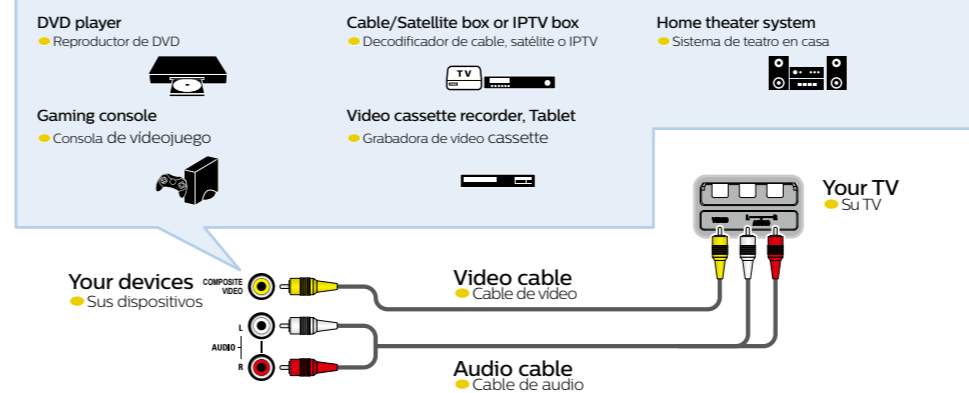 DVD player
Reproductor de DVD
Cable/Satellite box or IPTV box
Decodificador de cable, satélite o IPTV
Home theater system
Sistema de teatro en casa
TV
Gaming console
Consola de vídeojuego
Video cassette recorder, Tablet
Grabadora de video cassette
Your TV
Su TV
VIDEO
L
R
AUDIO
Your devices
Sus dispositivos
COMPOSITE
VIDEO
Video cable
Cable de vídeo
L
AUDIO
R
Audio cable
Cable de audio